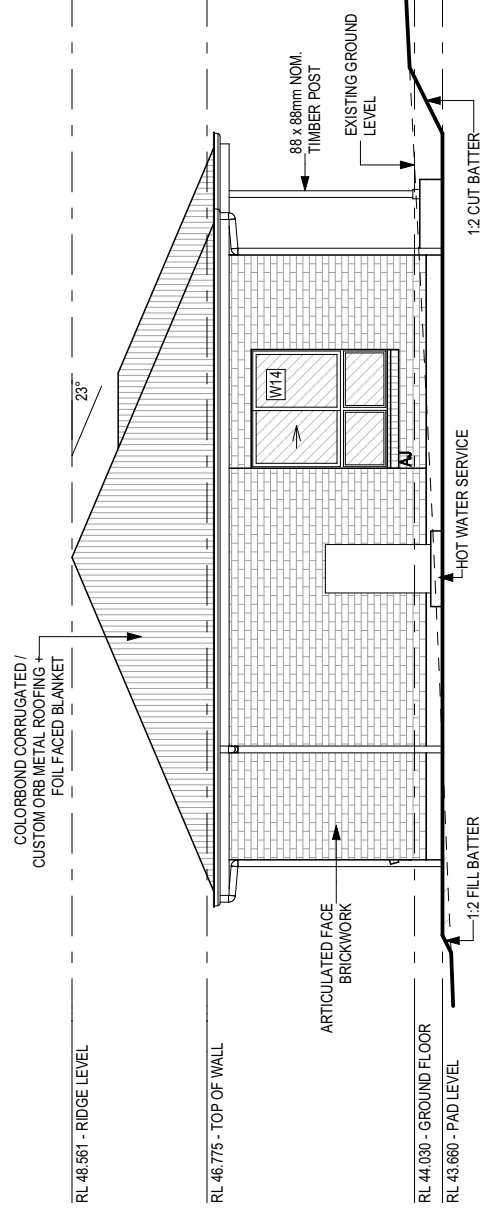 COLORBOND CORRUGATED /
CUSTOM ORB METAL ROOFING +
FOIL FACED BLANKET
23°
RL 48.561 - RIDGE LEVEL
RL 46.775 - TOP OF WALL
88 x 88mm NOM.
TIMBER POST
EXISTING GROUND
LEVEL
W14
AJ
ARTICULATED FACE
BRICKWORK
RL 44.030 - GROUND FLOOR
RL 43.660 - PAD LEVEL
1:2 FILL BATTER
HOT WATER SERVICE
1:2 CUT BATTER